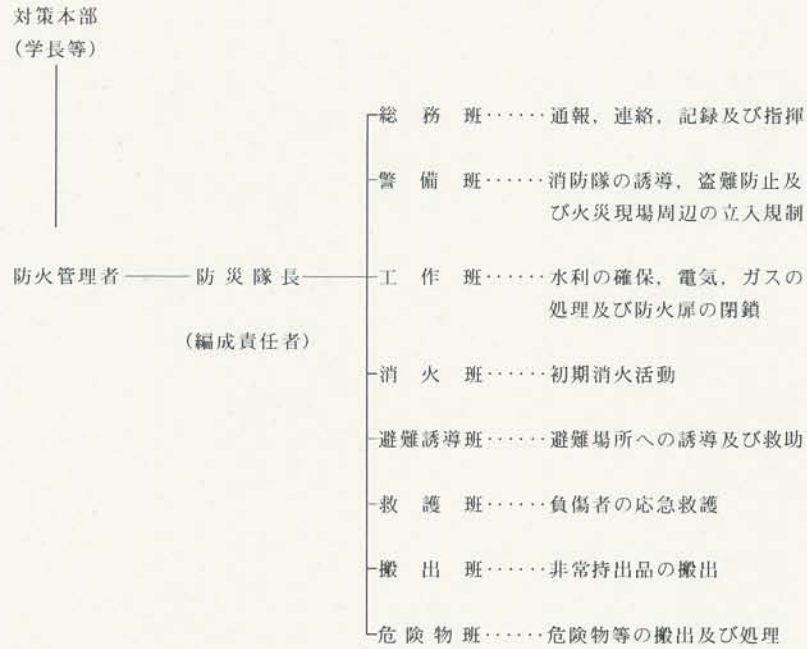 対策本部
(学長等)
総務班……通報，連絡，記録及び指揮
警備班……消防隊の誘導，盗難防止及
び火災現場周辺の立入規制
防火管理者 防災隊長 工作班……水利の確保，電気，ガスの
処理及び防火扉の閉鎖
(編成責任者)
消火班……初期消火活動
避難誘導班……避難場所への誘導及び救助
救護班……負傷者の応急救護
搬出班……非常持出品の搬出
危険物班……危険物等の搬出及び処理